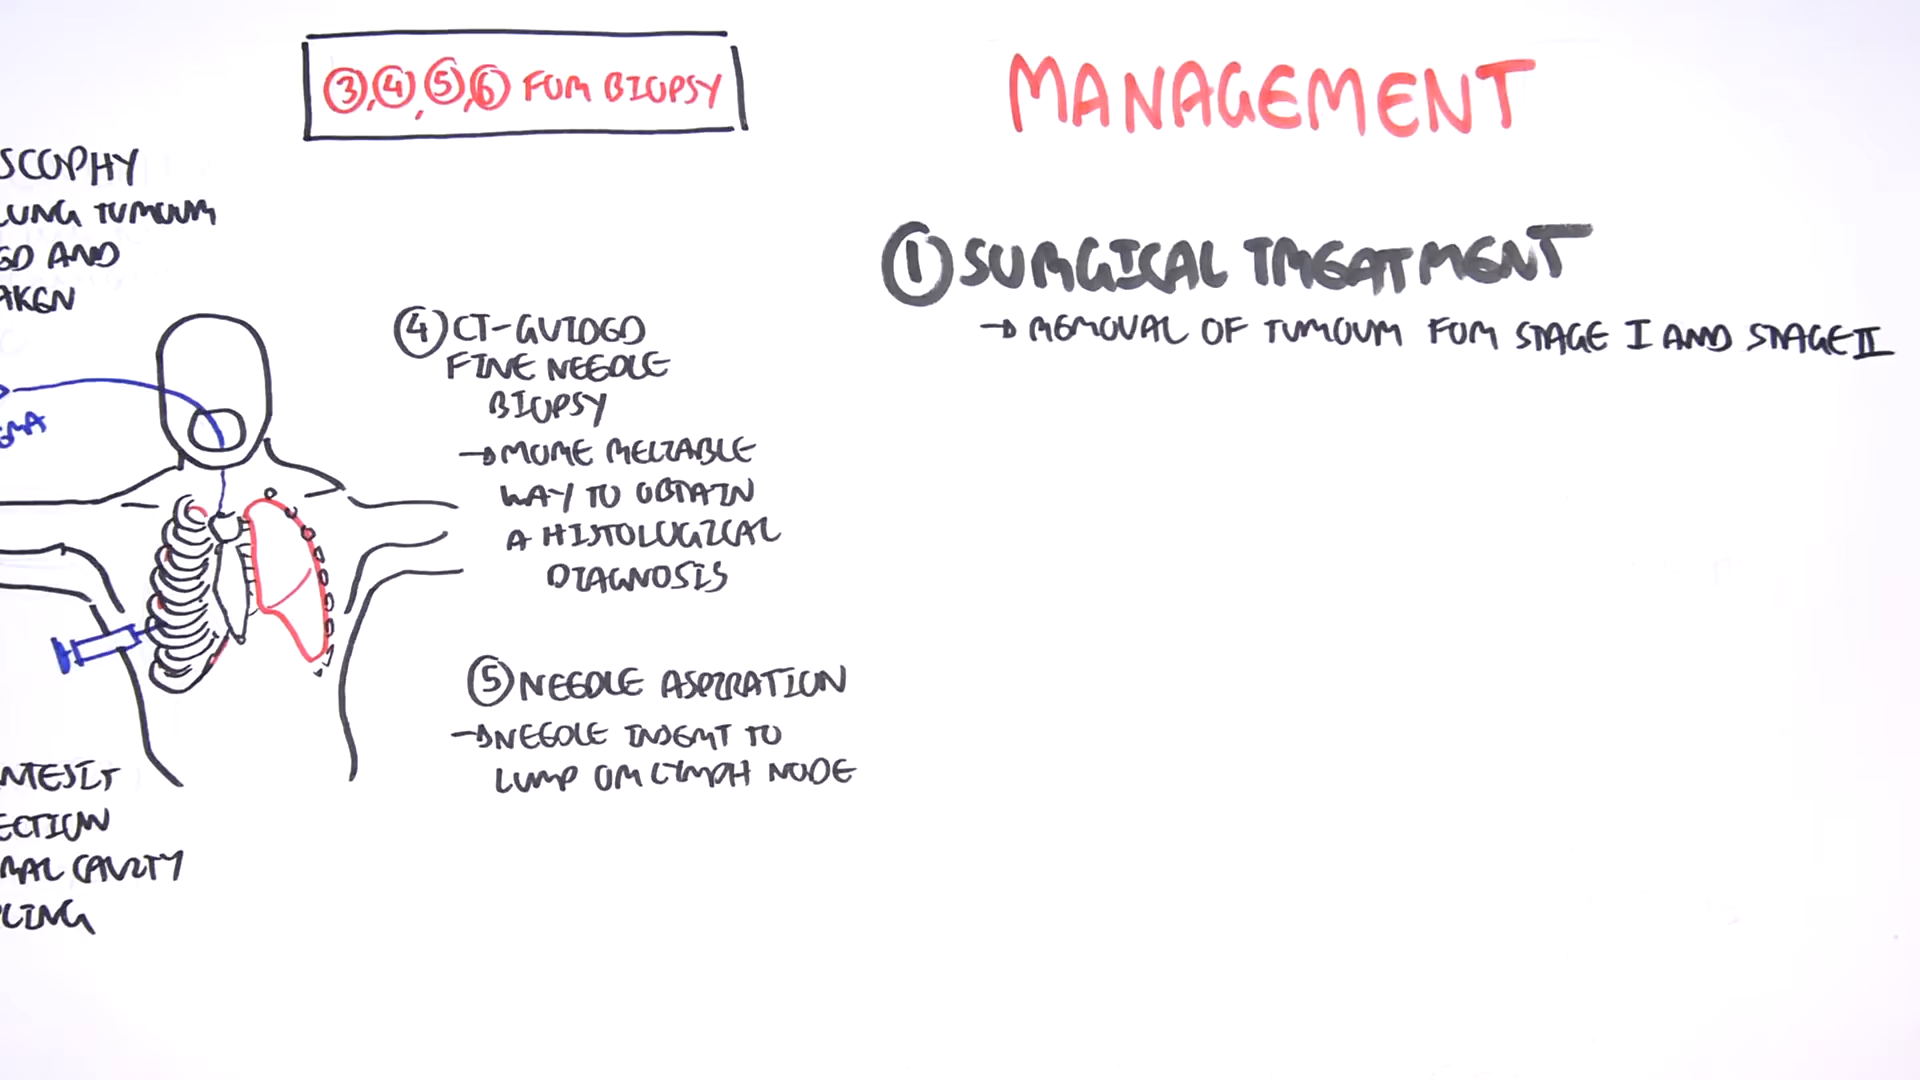 ③,④,⑤,⑥ FOR BIOPSY
SCOPHY
LUNG TUMOUR
ED AND
AKEN
④ CT-GUIDED
FINE NEEDLE
BIOPSY
→ MORE RELIABLE
WAY TO OBTAIN
A HISTOLOGICAL
DIAGNOSIS
⑤ NEEDLE ASPIRATION
→ NEEDLE INSERT TO
LUMP OR LYMPH NODE
NTESIS
ECTION
RAL CAVITY
PLING
MANAGEMENT
① SURGICAL TREATMENT
→ REMOVAL OF TUMOUR FOR STAGE I AND STAGE II